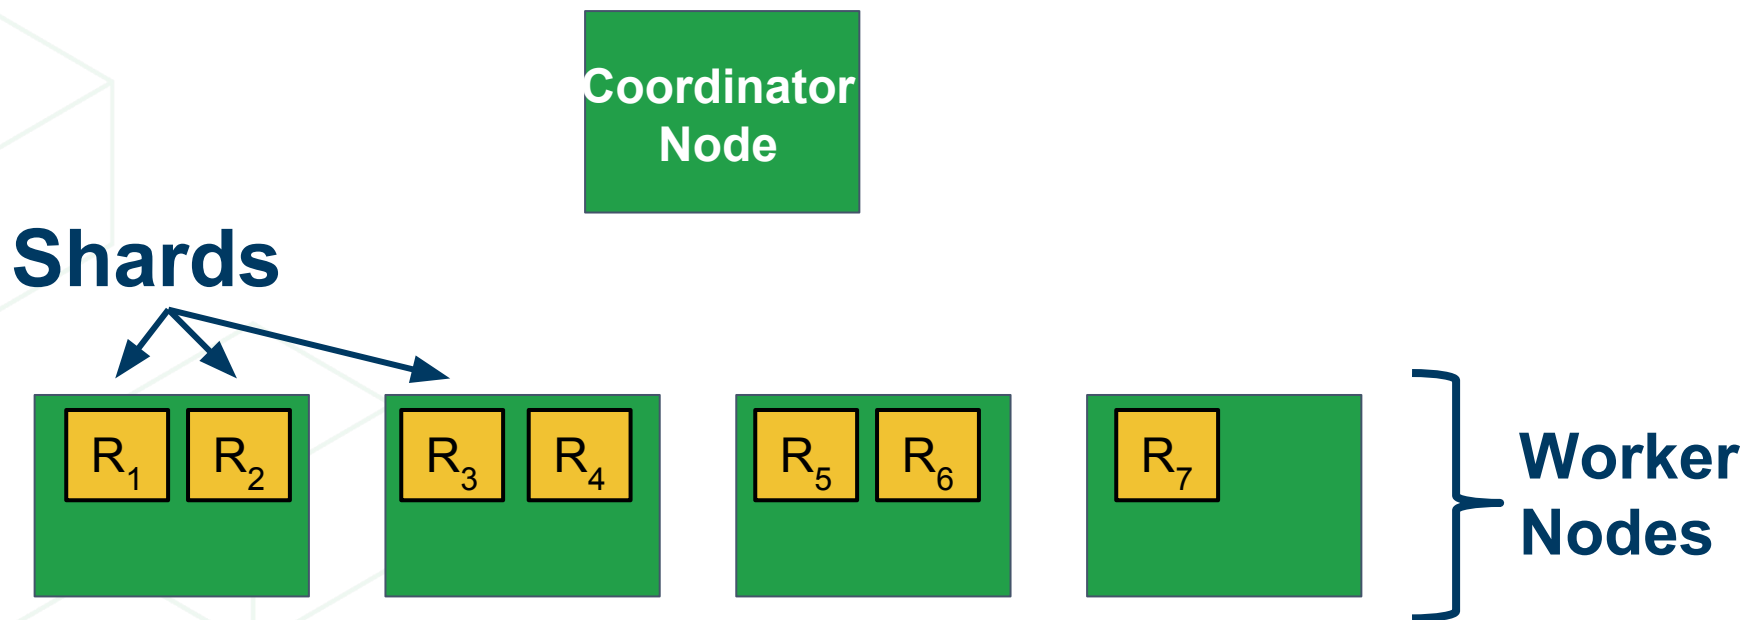 Coordinator
Node
Shards
R₁ R₂ R₃ R₄ R₅ R₆ R₇
Worker
Nodes